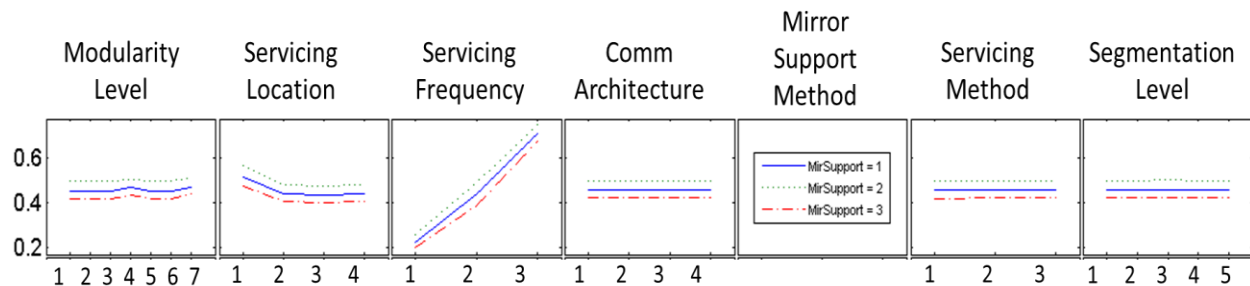 Modularity
Level
Servicing
Location
Servicing
Frequency
Comm
Architecture
Mirror
Support
Method
Servicing
Method
Segmentation
Level
0.6
0.4
0.2
MirSupport = 1
MirSupport = 2
MirSupport = 3
1 2 3 4 5 6 7
1 2 3 4
1 2 3
1 2 3 4
1 2 3
1 2 3 4 5